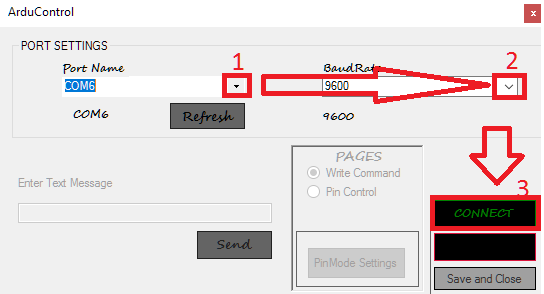 ArduControl
x
PORT SETTINGS
1
2
Port Name
BaudRate
COM6
9600
COM6
Refresh
9600
PAGES
Write Command
Pin Control
Enter Text Message
3
CONNECT
Send
PinMode Settings
Save and Close